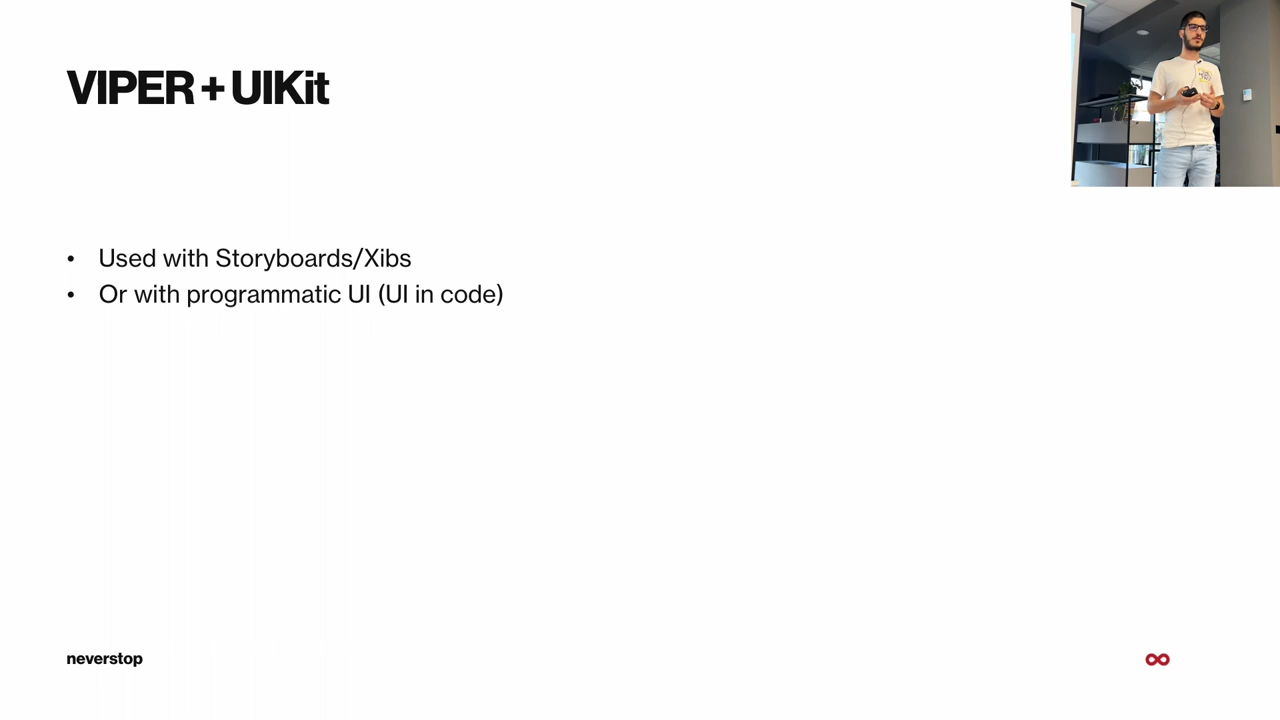 VIPER + UIKit
• Used with Storyboards/Xibs
• Or with programmatic UI (UI in code)
neverstop